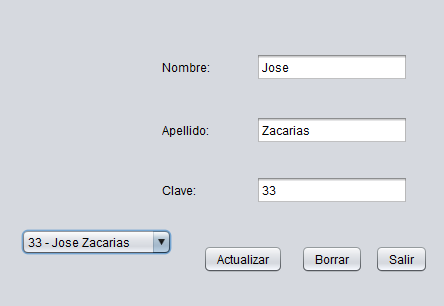 Nombre: Jose
Apellido: Zacarias
Clave: 33
33 - Jose Zacarias
Actualizar Borrar Salir